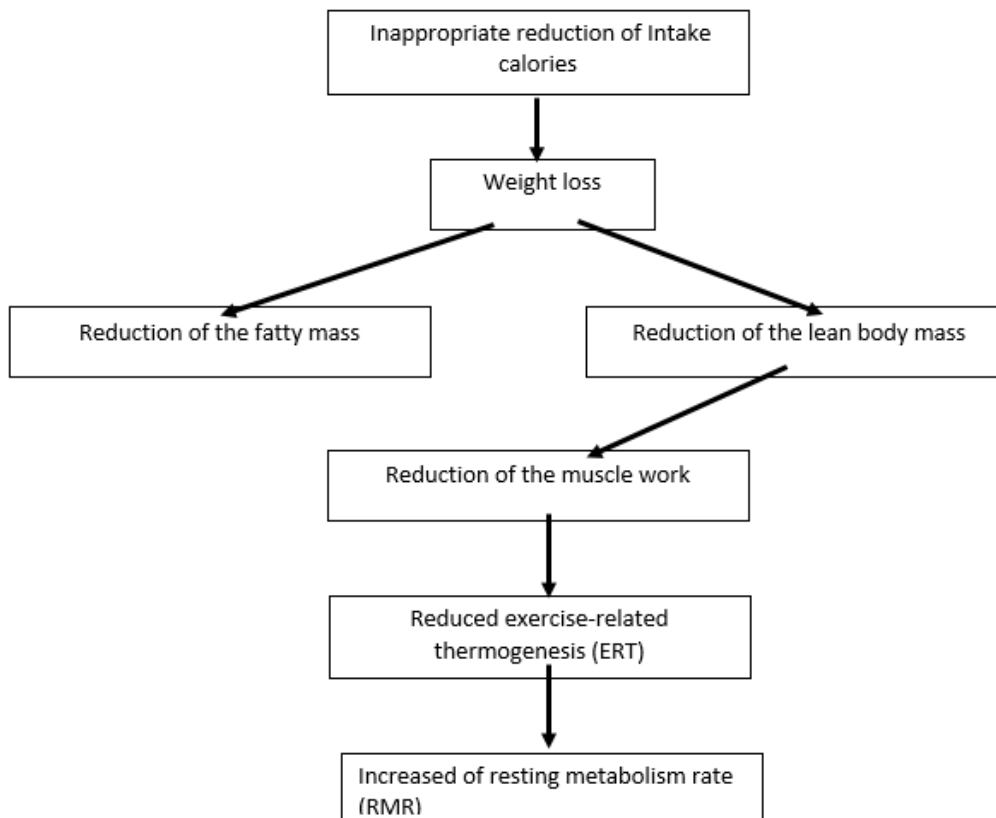 Inappropriate reduction of Intake
calories
Weight loss
Reduction of the fatty mass
Reduction of the lean body mass
Reduction of the muscle work
Reduced exercise-related
thermogenesis (ERT)
Increased of resting metabolism rate
(RMR)